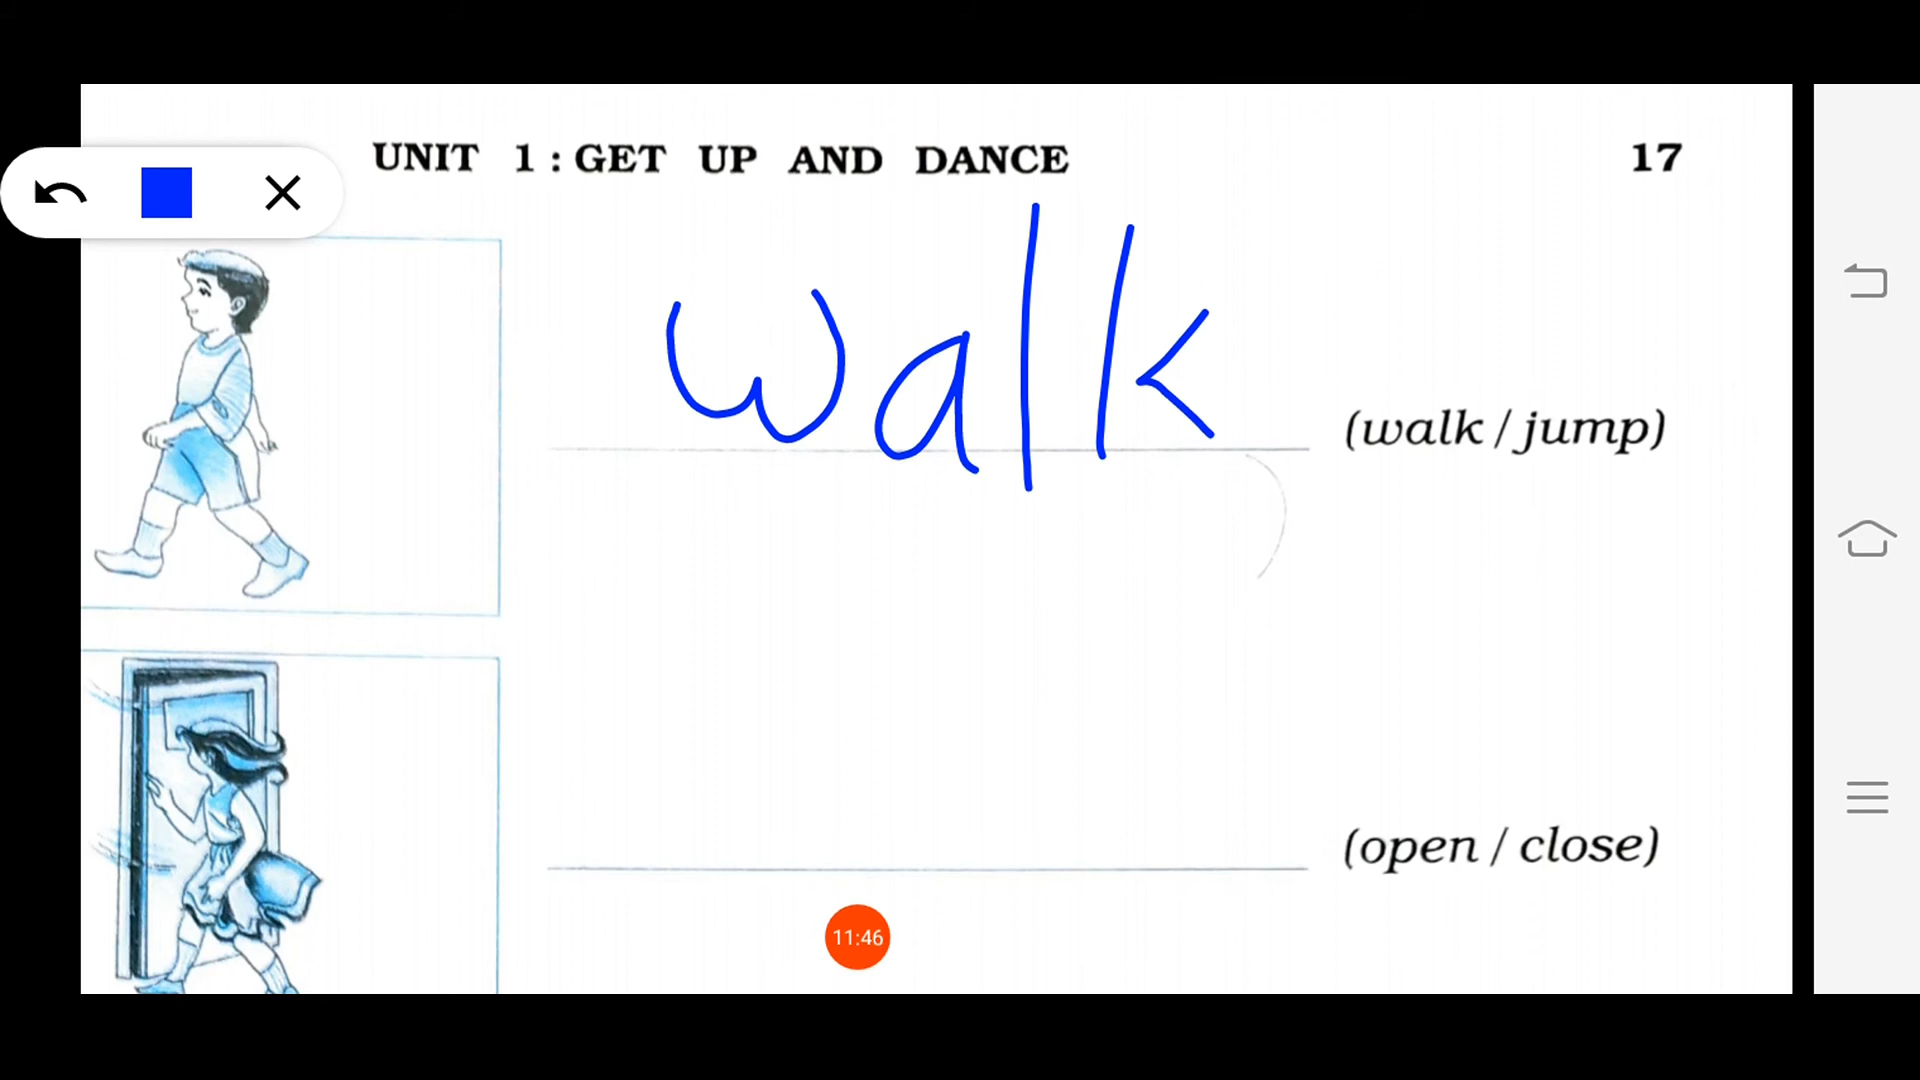 UNIT 1 : GET UP AND DANCE 17
walk
(walk / jump)
(open / close)
11:46